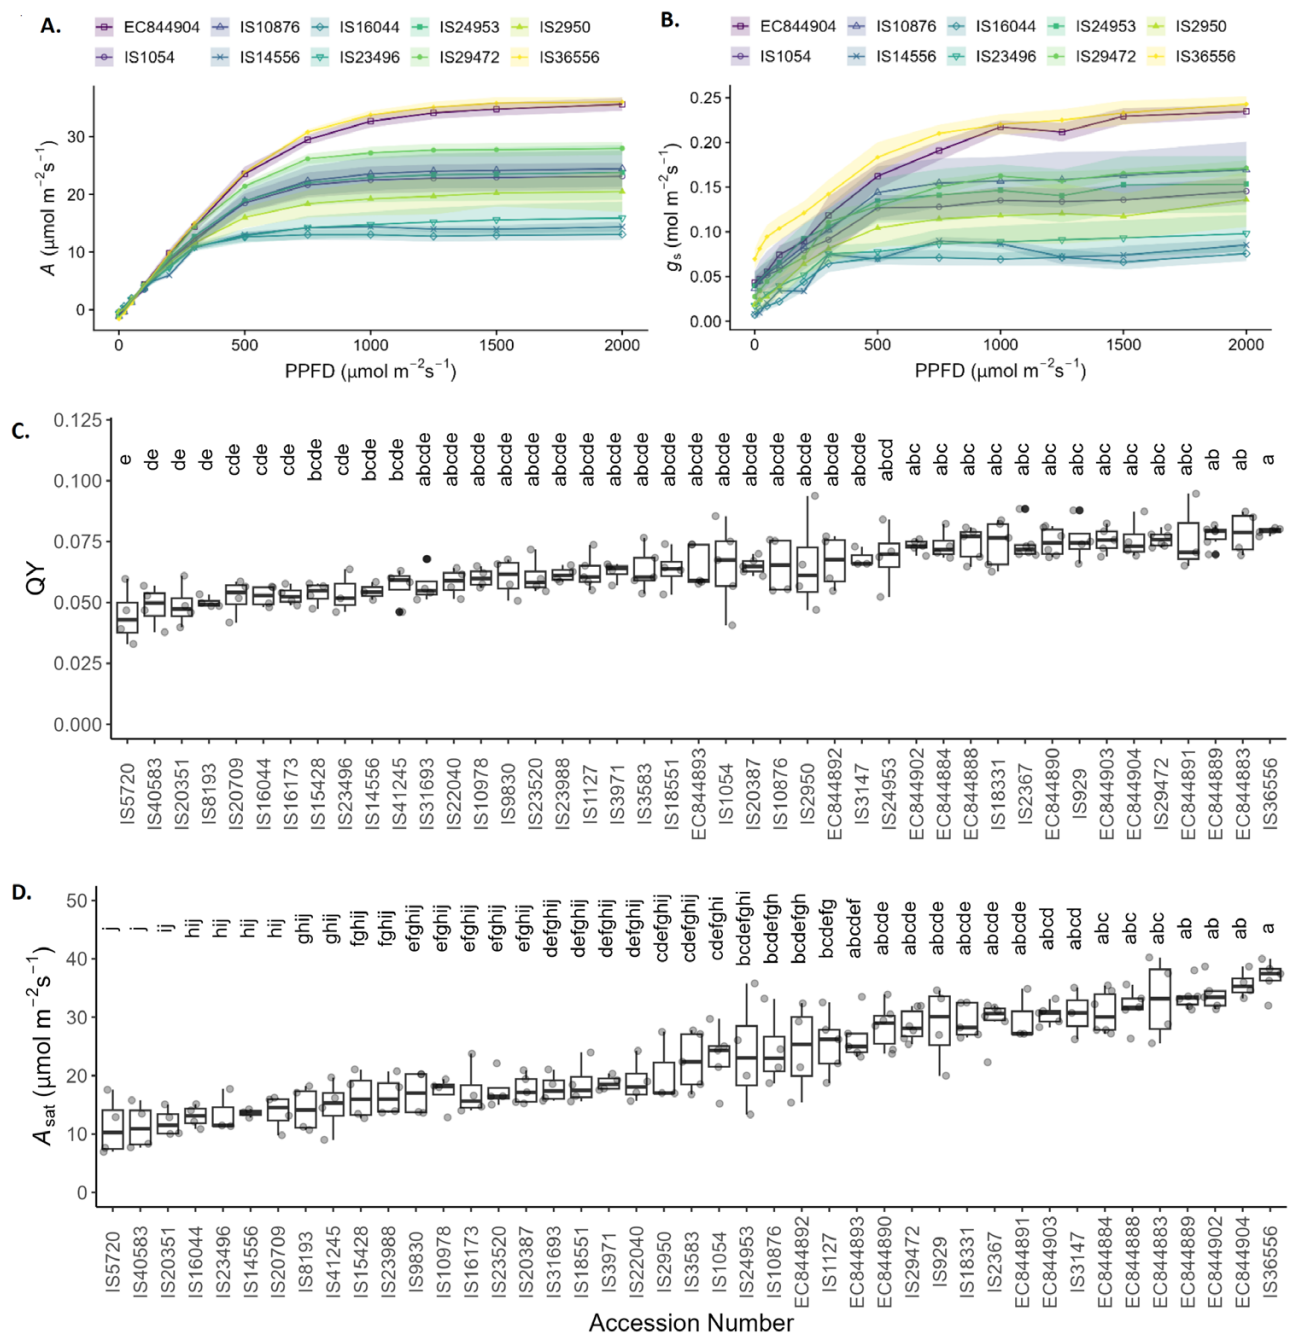 A.
EC844904 IS10876 IS16044 IS24953 IS2950
IS1054 IS14556 IS23496 IS29472 IS36556
30
20
10
0
A (μmol m−2s−1)
0 500 1000 1500 2000
PPFD (μmol m−2s−1)
B.
EC844904 IS10876 IS16044 IS24953 IS2950
IS1054 IS14556 IS23496 IS29472 IS36556
0.25
0.20
0.15
0.10
0.05
0.00
gs (mol m−2s−1)
0 500 1000 1500 2000
PPFD (μmol m−2s−1)
C.
0.125
0.100
0.075
0.050
0.025
0.000
QY
e de de de cde cde cde bcde cde bcde bcde abcde abcde abcde abcde abcde abcde abcde abcde abcde abcde abcde abcde abcde abcde abcde abcde abcde abcd abc abc abc abc abc abc abc abc abc abc abc ab ab a
IS5720 IS40583 IS20351 IS8193 IS20709 IS16044 IS16173 IS15428 IS23496 IS14556 IS41245 IS31693 IS22040 IS10978 IS9830 IS23520 IS23988 IS1127 IS3971 IS3583 IS18551 EC844893 IS1054 IS20387 IS10876 IS2950 EC844892 IS3147 IS24953 EC844902 EC844884 EC844888 IS18331 IS2367 EC844890 IS929 EC844903 EC844904 IS29472 EC844891 EC844889 EC844883 IS36556
D.
50
40
30
20
10
0
Asat (μmol m−2s−1)
j j ij hij hij hij hij ghij ghij fghij fghij efghij efghij efghij efghij efghij defghij defghij defghij defghij cdefghij cdefghij cdefghi bcdefghi bcdefgh bcdefgh bcdefg abcdef abcde abcde abcde abcde abcde abcde abcd abcd abc abc abc ab ab ab a
IS5720 IS40583 IS20351 IS16044 IS23496 IS14556 IS20709 IS8193 IS41245 IS15428 IS23988 IS9830 IS10978 IS16173 IS23520 IS20387 IS31693 IS18551 IS3971 IS22040 IS2950 IS3583 IS1054 IS24953 IS10876 EC844892 IS1127 EC844893 EC844890 IS29472 IS929 IS18331 IS2367 EC844891 EC844903 IS3147 EC844884 EC844888 EC844883 EC844889 EC844902 EC844904 IS36556
Accession Number